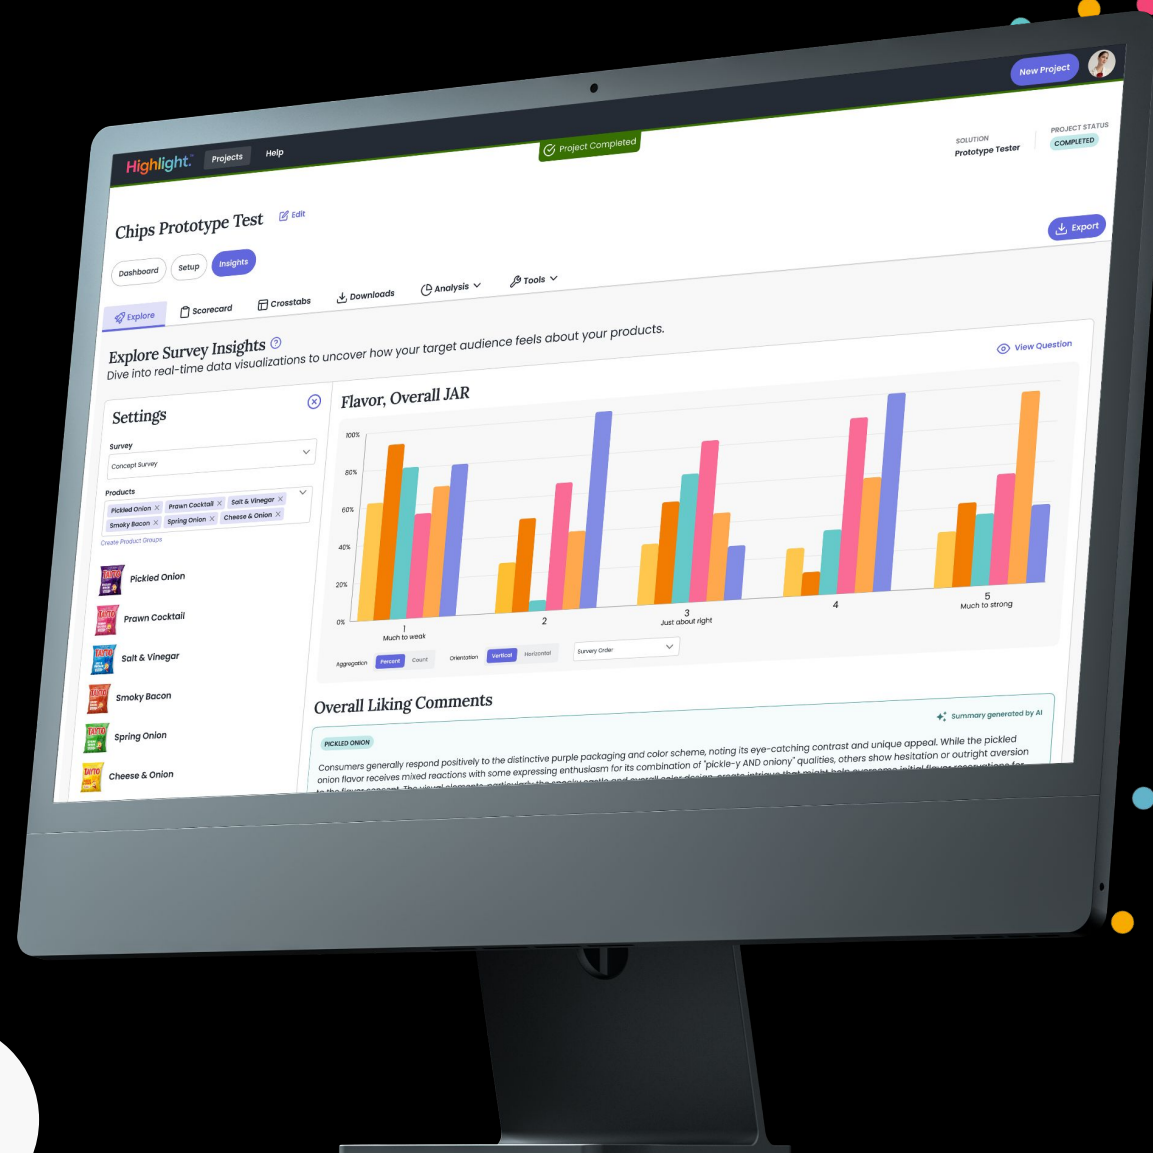 Highlight.™ Projects Help
Project Completed
New Project
SOLUTION
Prototype Tester
PROJECT STATUS
COMPLETED
Chips Prototype Test
Edit
Dashboard Setup Insights
Export
Explore Scorecard Crosstabs Downloads Analysis Tools
Explore Survey Insights
Dive into real-time data visualizations to uncover how your target audience feels about your products.
Settings
Survey
Concept Survey
Products
Pickled Onion × Prawn Cocktail × Salt & Vinegar ×
Smoky Bacon × Spring Onion × Cheese & Onion ×
Create Product Groups
TAYTO Pickled Onion
TAYTO Prawn Cocktail
TAYTO Salt & Vinegar
TAYTO Smoky Bacon
TAYTO Spring Onion
TAYTO Cheese & Onion
Flavor, Overall JAR
View Question
100%
80%
60%
40%
20%
0%
1
Much to weak
2
3
Just about right
4
5
Much to strong
Aggregation Percent Count Orientation Vertical Horizontal Survery Order
Overall Liking Comments
Summary generated by AI
PICKLED ONION
Consumers generally respond positively to the distinctive purple packaging and color scheme, noting its eye-catching contrast and unique appeal. While the pickled
onion flavor receives mixed reactions with some expressing enthusiasm for its combination of "pickle-y AND oniony" qualities, others show hesitation or outright aversion